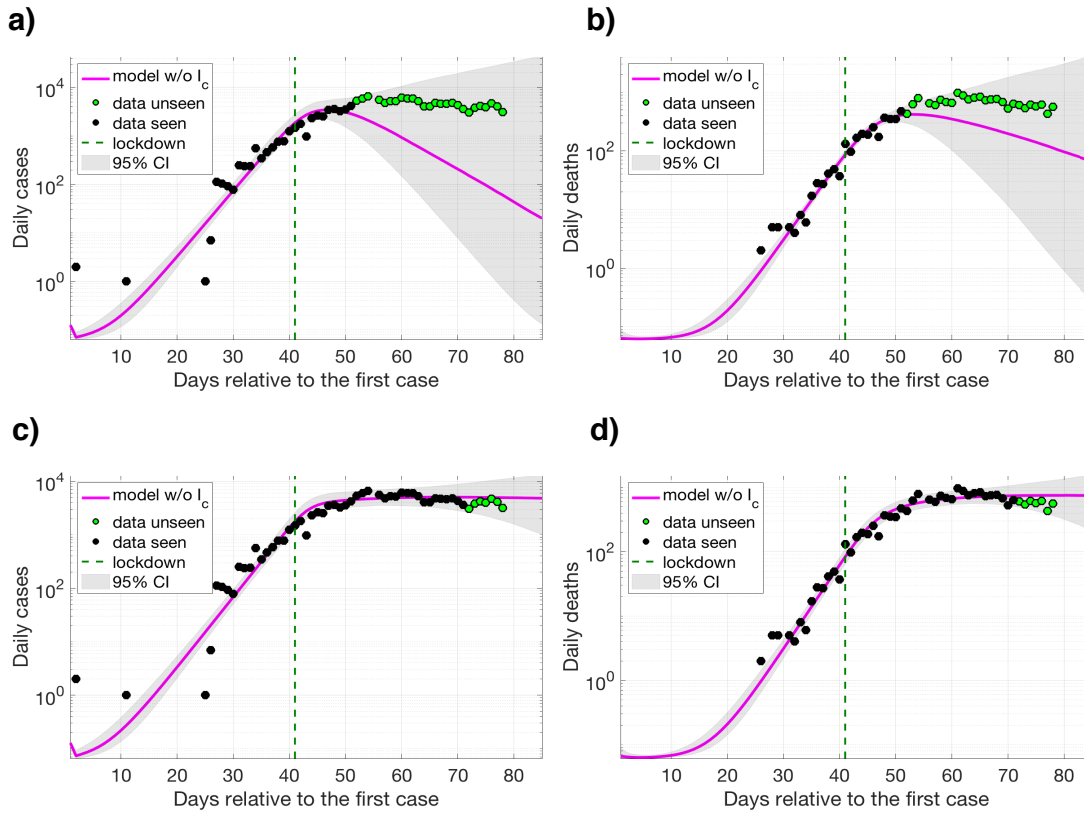 a)
b)
10^4
10^2
10^0
Daily cases
model w/o I_c
data unseen
data seen
lockdown
95% CI
10 20 30 40 50 60 70 80
Days relative to the first case
10^2
10^0
Daily deaths
model w/o I_c
data unseen
data seen
lockdown
95% CI
10 20 30 40 50 60 70 80
Days relative to the first case
c)
d)
10^4
10^2
10^0
Daily cases
model w/o I_c
data unseen
data seen
lockdown
95% CI
10 20 30 40 50 60 70 80
Days relative to the first case
10^2
10^0
Daily deaths
model w/o I_c
data unseen
data seen
lockdown
95% CI
10 20 30 40 50 60 70 80
Days relative to the first case